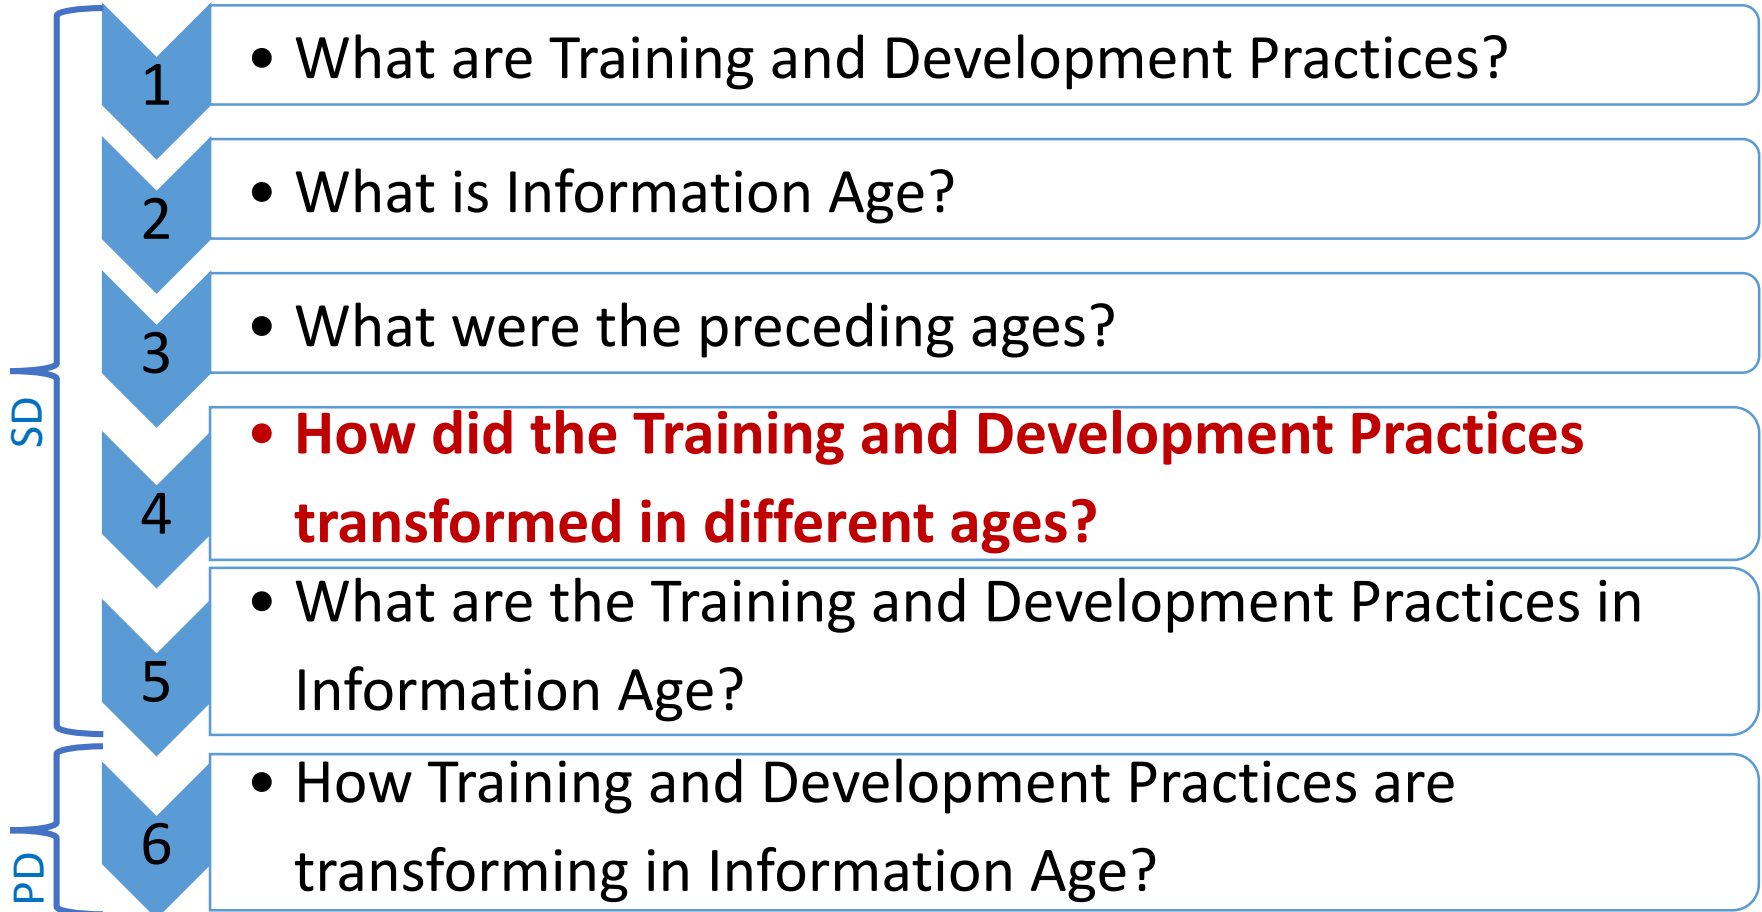 1
• What are Training and Development Practices?
2
• What is Information Age?
3
• What were the preceding ages?
SD
4
• How did the Training and Development Practices
transformed in different ages?
5
• What are the Training and Development Practices in
Information Age?
PD
6
• How Training and Development Practices are
transforming in Information Age?